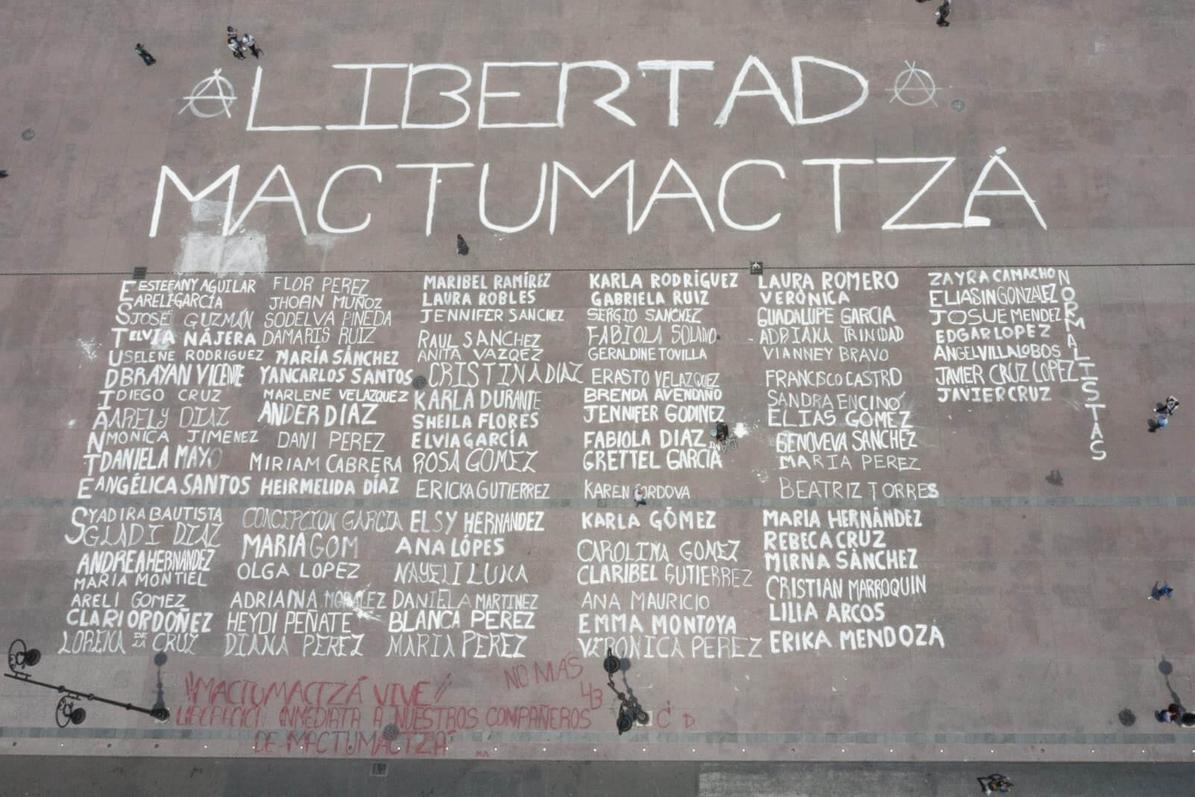 LIBERTAD
MACTUMACTZÁ
ESTUDIANTES
ESTEFANY AGUILAR
ARELI GARCÍA
JOSÉ GUZMÁN
ELVIA NÁJERA
SELENE RODRIGUEZ
BRAYAN VICENTE
DIEGO CRUZ
ARELY DIAZ
MONICA JIMENEZ
DANIELA MAYO
ANGÉLICA SANTOS
YADIRA BAUTISTA
GLADI DIAZ
ANDREA HERNÁNDEZ
MARIA MONTIEL
ARELI GOMEZ
CLARI ORDOÑEZ
LORENA DE LA CRUZ
FLOR PEREZ
JHOAN MUÑOZ
SODELVA PINEDA
DAMARIS RUIZ
MARÍA SÁNCHEZ
YANCARLOS SANTOS
MARLENE VELAZQUEZ
ANDER DIAZ
DANI PEREZ
MIRIAM CABRERA
HEIRMELIDA DÍAZ
CONCEPCION GARCIA
MARIA GOM
OLGA LOPEZ
ADRIANA
HEYDI PEÑATE
DIANA PEREZ
MARIBEL RAMÍREZ
LAURA ROBLES
JENNIFER SANCHEZ
RAUL SANCHEZ
ANITA VAZQEZ
CRISTINA DIAZ
KARLA DURANTE
SHEILA FLORES
ELVIA GARCÍA
ROSA GOMEZ
ERICKA GUTIERREZ
ELSY HERNANDEZ
ANA LÓPES
NAYELI LUNA
DANIELA MARTINEZ
BLANCA PEREZ
MARIA PEREZ
KARLA RODRÍGUEZ
GABRIELA RUIZ
SERGIO SANCHEZ
FABIOLA SOLANO
GERALDINE TOVILLA
ERASTO VELAZQUEZ
BRENDA AVENDAÑO
JENNIFER GODINEZ
FABIOLA DIAZ
GRETTEL GARCÍA
KAREN CORDOVA
KARLA GÓMEZ
CAROLINA GOMEZ
CLARIBEL GUTIERREZ
ANA MAURICIO
EMMA MONTOYA
VERONICA PEREZ
LAURA ROMERO
VERÓNICA
GUADALUPE GARCIA
ADRIANA TRINIDAD
VIANNEY BRAVO
FRANCISCO CASTRO
SANDRA ENCINO
ELIAS GÓMEZ
GENOVEVA SANCHEZ
MARIA PEREZ
BEATRIZ TORRES
MARIA HERNÁNDEZ
REBECA CRUZ
MIRNA SÀNCHEZ
CRISTIAN MARROQUIN
LILIA ARCOS
ERIKA MENDOZA
ZAYRA CAMACHO
ELIASIN GONZALEZ
JOSUE MENDEZ
EDGAR LOPEZ
ANGEL VILLALOBOS
JAVIER CRUZ LOPEZ
JAVIER CRUZ
NORMALISTAS
"MACTUMACTZÁ VIVE"
NO MAS
43
LIBERACIÓN INMEDIATA A NUESTROS COMPAÑEROS
DE MACTUMACTZA"